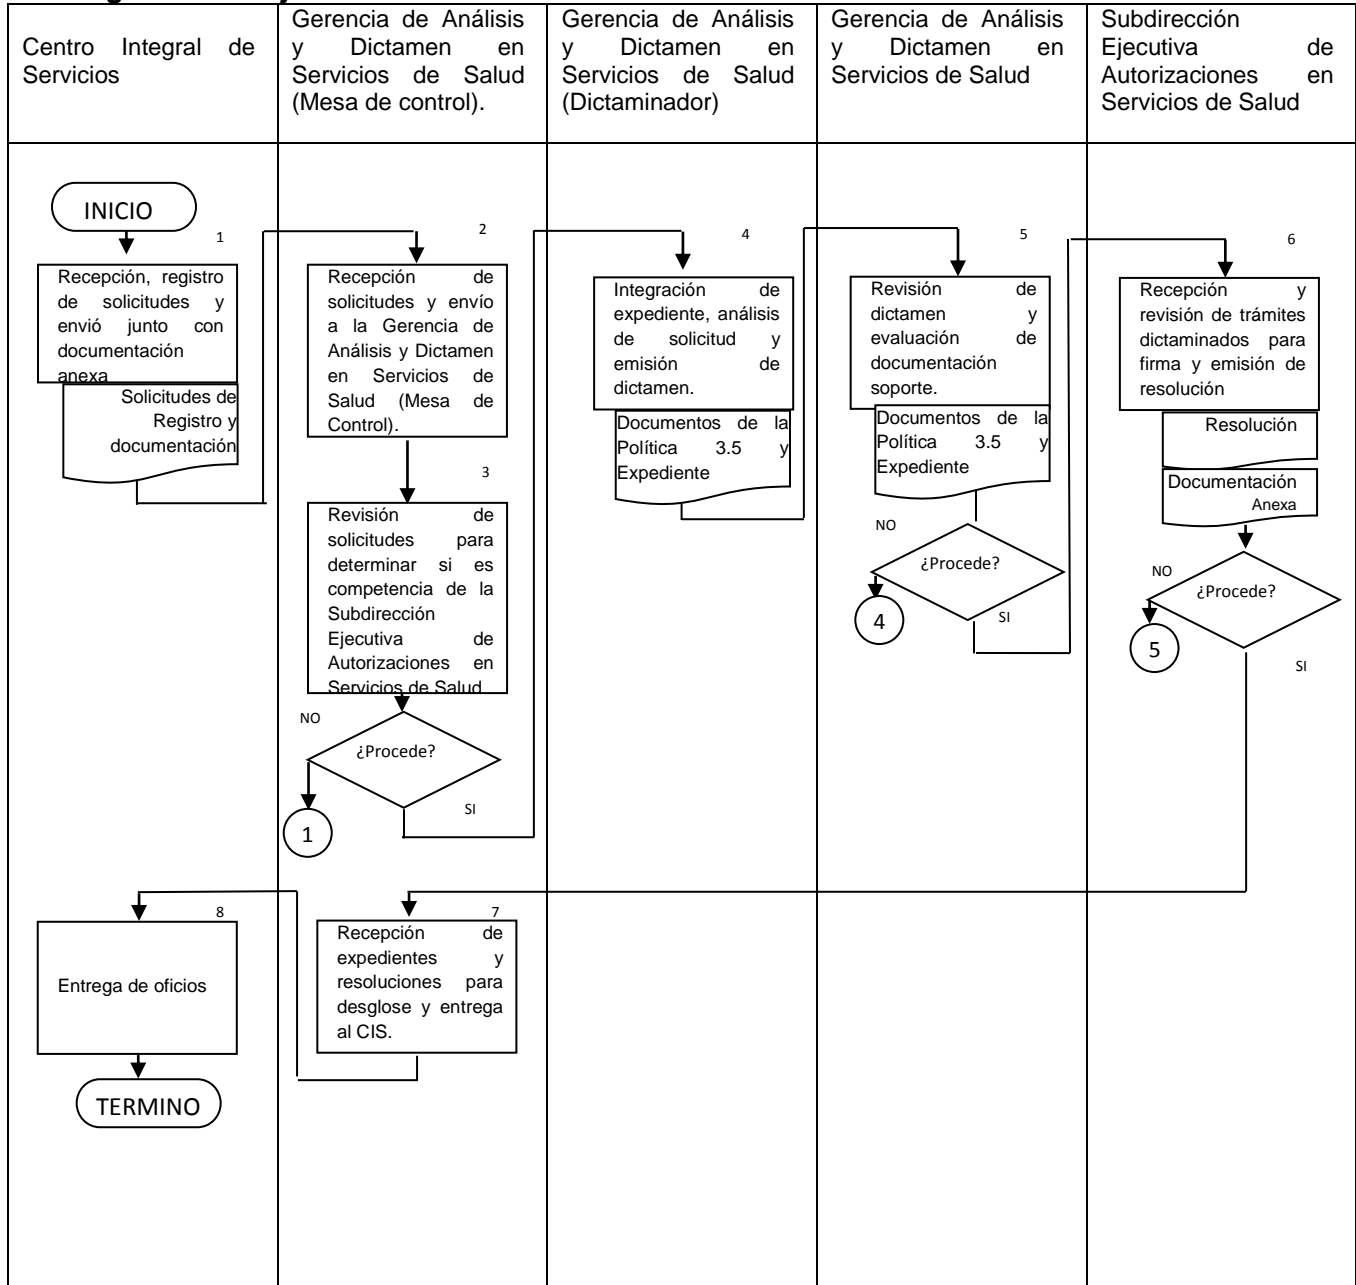 Centro Integral de
Servicios
Gerencia de Análisis
y Dictamen en
Servicios de Salud
(Mesa de control).
Gerencia de Análisis
y Dictamen en
Servicios de Salud
(Dictaminador)
Gerencia de Análisis
y Dictamen en
Servicios de Salud
Subdirección
Ejecutiva de
Autorizaciones en
Servicios de Salud
INICIO
1
Recepción, registro
de solicitudes y
envió junto con
documentación
anexa
Solicitudes de
Registro y
documentación
2
Recepción de
solicitudes y envío
a la Gerencia de
Análisis y Dictamen
en Servicios de
Salud (Mesa de
Control).
3
Revisión de
solicitudes para
determinar si es
competencia de la
Subdirección
Ejecutiva de
Autorizaciones en
Servicios de Salud
NO
¿Procede?
SI
1
4
Integración de
expediente, análisis
de solicitud y
emisión de
dictamen.
Documentos de la
Política 3.5 y
Expediente
5
Revisión de
dictamen y
evaluación de
documentación
soporte.
Documentos de la
Política 3.5 y
Expediente
NO
¿Procede?
SI
4
6
Recepción y
revisión de trámites
dictaminados para
firma y emisión de
resolución
Resolución
Documentación
Anexa
NO
¿Procede?
SI
5
7
Recepción de
expedientes y
resoluciones para
desglose y entrega
al CIS.
8
Entrega de oficios
TERMINO